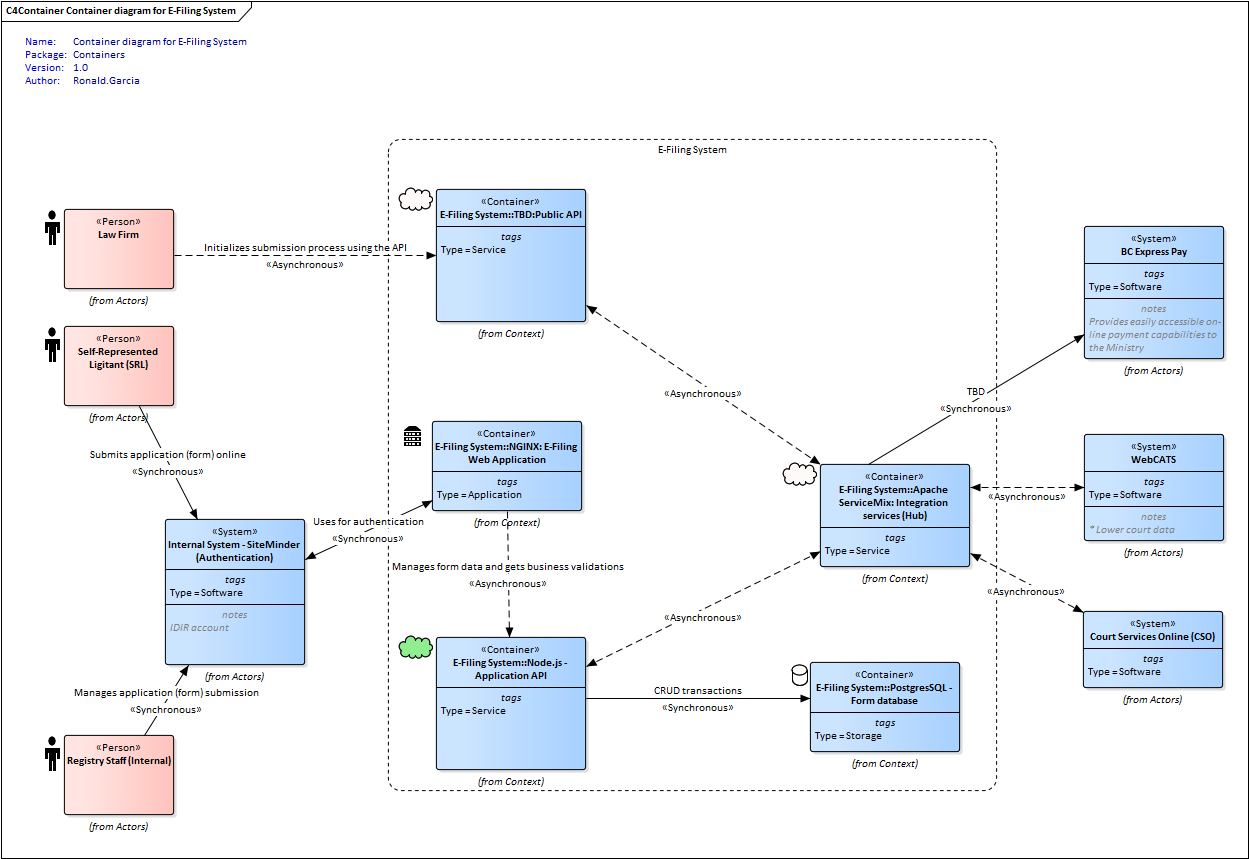 C4Container Container diagram for E-Filing System
Name: Container diagram for E-Filing System
Package: Containers
Version: 1.0
Author: Ronald.Garcia
E-Filing System
«Person»
Law Firm
(from Actors)
Initializes submission process using the API
«Asynchronous»
«Container»
E-Filing System::TBD:Public API
tags
Type = Service
(from Context)
«Person»
Self-Represented
Ligitant (SRL)
(from Actors)
Submits application (form) online
«Synchronous»
«System»
Internal System - SiteMinder
(Authentication)
tags
Type = Software
notes
IDIR account
(from Actors)
Manages application (form) submission
«Synchronous»
«Person»
Registry Staff (Internal)
(from Actors)
Uses for authentication
«Synchronous»
«Container»
E-Filing System::NGINX: E-Filing
Web Application
tags
Type = Application
(from Context)
Manages form data and gets business validations
«Asynchronous»
«Container»
E-Filing System::Node.js -
Application API
tags
Type = Service
(from Context)
«Asynchronous»
«Asynchronous»
CRUD transactions
«Synchronous»
«Container»
E-Filing System::PostgresSQL -
Form database
tags
Type = Storage
(from Context)
«Container»
E-Filing System::Apache
ServiceMix: Integration
services (Hub)
tags
Type = Service
(from Context)
TBD
«Synchronous»
«System»
BC Express Pay
tags
Type = Software
notes
Provides easily accessible on-
line payment capabilities to
the Ministry
(from Actors)
«Asynchronous»
«System»
WebCATS
tags
Type = Software
notes
* Lower court data
(from Actors)
«Asynchronous»
«System»
Court Services Online (CSO)
tags
Type = Software
(from Actors)